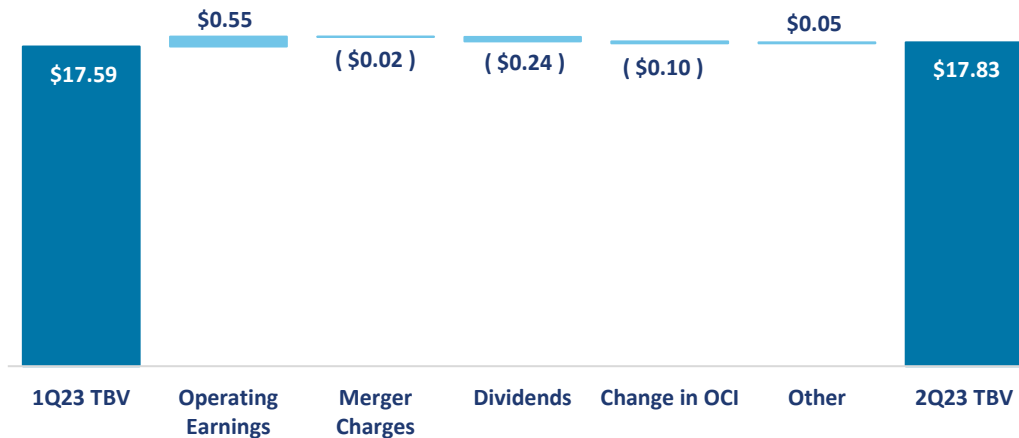 $0.55
$0.05
$17.59
( $0.02 )
( $0.24 )
( $0.10 )
$17.83
1Q23 TBV
Operating
Earnings
Merger
Charges
Dividends
Change in OCI
Other
2Q23 TBV